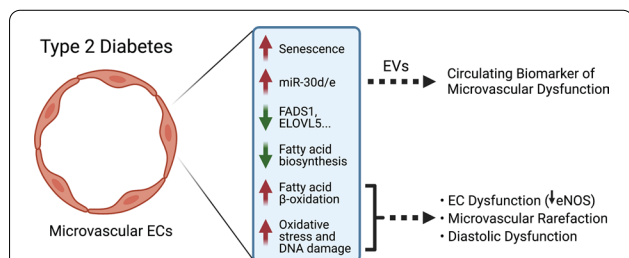 Type 2 Diabetes
Microvascular ECs
Senescence
miR-30d/e
FADS1,
ELOVL5...
Fatty acid
biosynthesis
Fatty acid
β-oxidation
Oxidative
stress and
DNA damage
EVs
Circulating Biomarker of
Microvascular Dysfunction
• EC Dysfunction (↓eNOS)
• Microvascular Rarefaction
• Diastolic Dysfunction